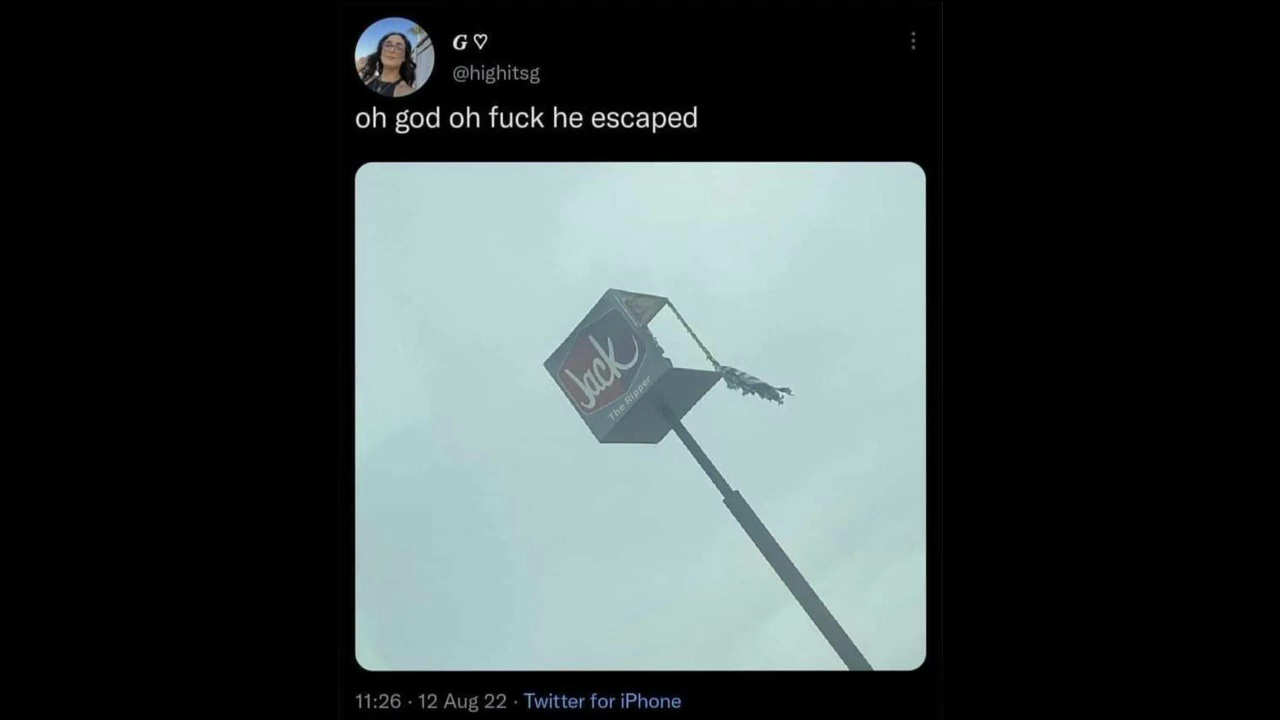 G ♡
@highitsg
oh god oh fuck he escaped
Jack
The Ripper
11:26 · 12 Aug 22 · Twitter for iPhone